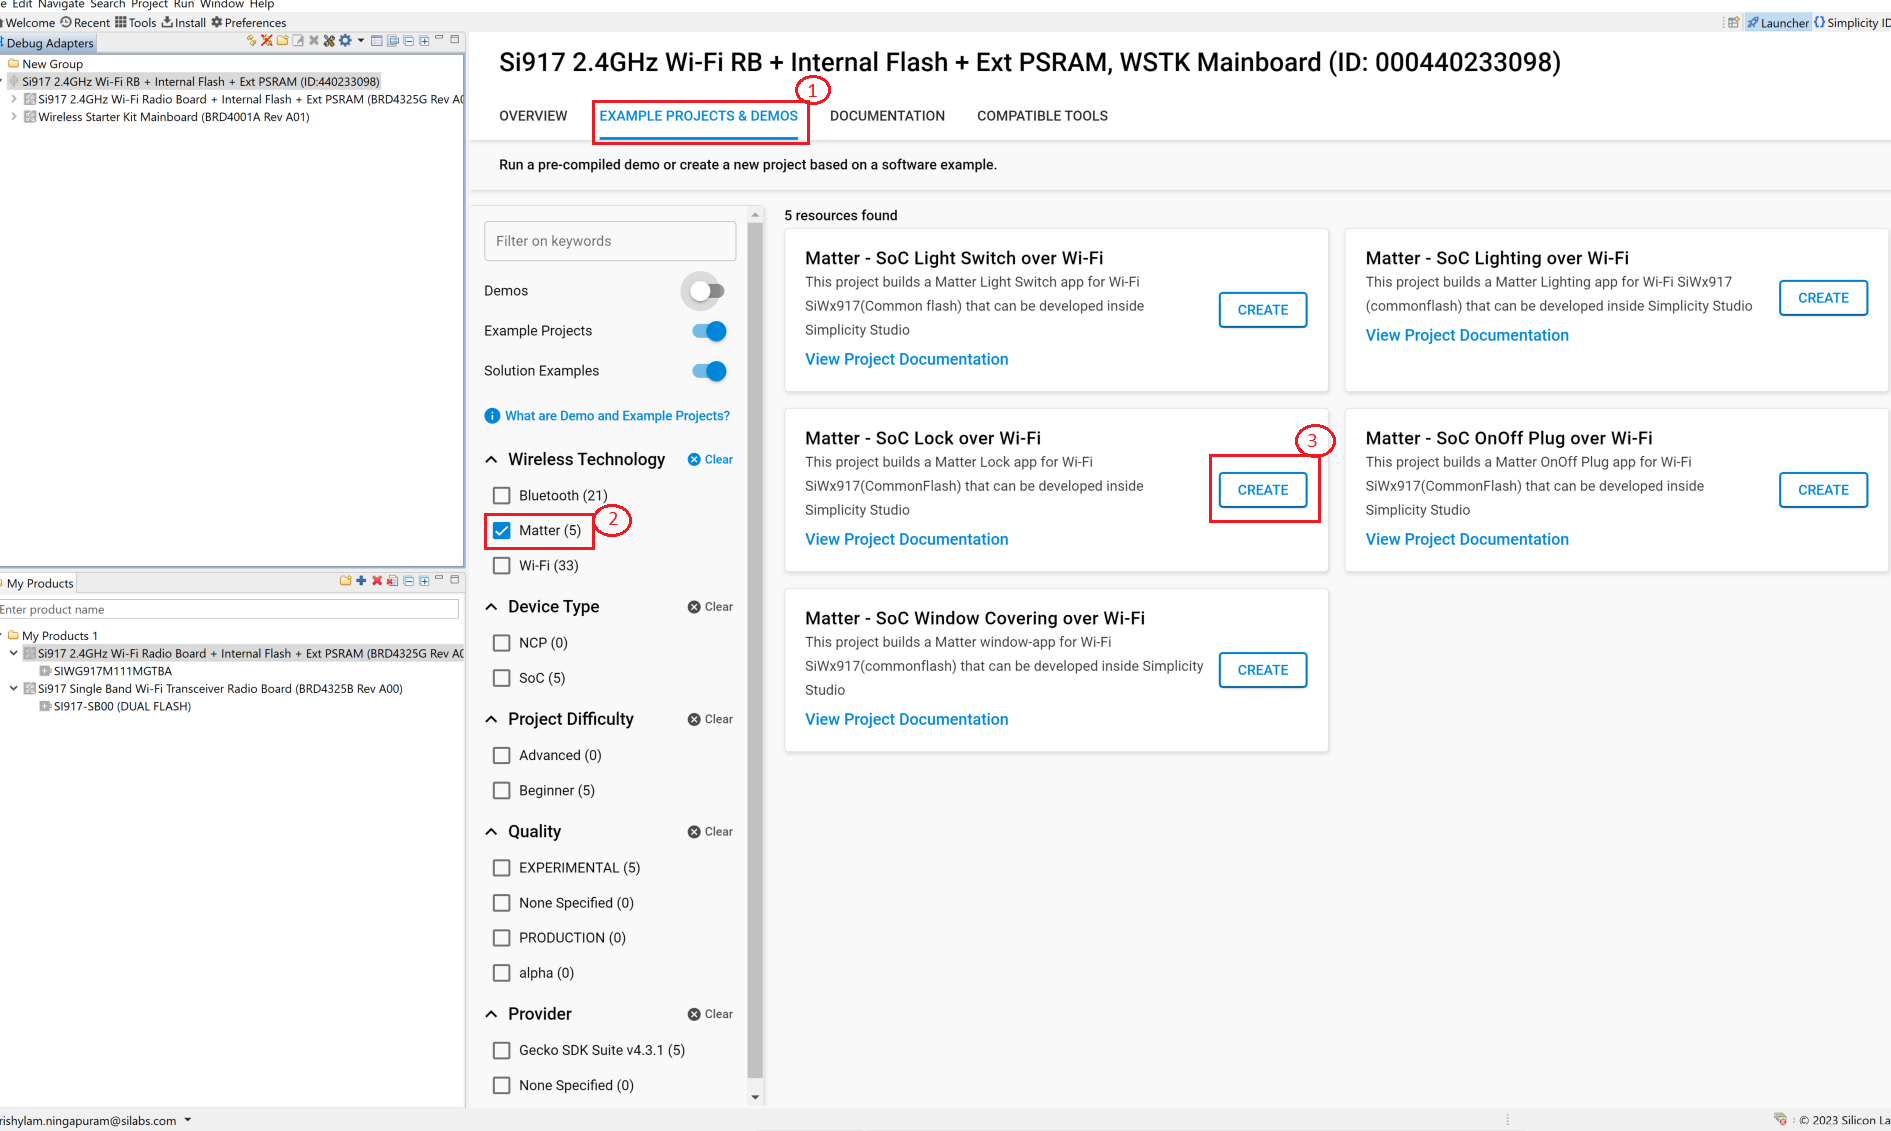 Edit Navigate Search Project Run Window Help
Welcome Recent Tools Install Preferences
Launcher Simplicity
Debug Adapters
New Group
Si917 2.4GHz Wi-Fi RB + Internal Flash + Ext PSRAM (ID:440233098)
Si917 2.4GHz Wi-Fi Radio Board + Internal Flash + Ext PSRAM (BRD4325G Rev
Wireless Starter Kit Mainboard (BRD4001A Rev A01)
My Products
Enter product name
My Products 1
Si917 2.4GHz Wi-Fi Radio Board + Internal Flash + Ext PSRAM (BRD4325G Rev
SIWG917M111MGTBA
Si917 Single Band Wi-Fi Transceiver Radio Board (BRD4325B Rev A00)
SI917-SB00 (DUAL FLASH)
Si917 2.4GHz Wi-Fi RB + Internal Flash + Ext PSRAM, WSTK Mainboard (ID: 000440233098)
1
OVERVIEW EXAMPLE PROJECTS & DEMOS DOCUMENTATION COMPATIBLE TOOLS
Run a pre-compiled demo or create a new project based on a software example.
Filter on keywords
Demos
Example Projects
Solution Examples
What are Demo and Example Projects?
Wireless Technology Clear
Bluetooth (21)
Matter (5)
2
Wi-Fi (33)
Device Type Clear
NCP (0)
SoC (5)
Project Difficulty Clear
Advanced (0)
Beginner (5)
Quality Clear
EXPERIMENTAL (5)
None Specified (0)
PRODUCTION (0)
alpha (0)
Provider Clear
Gecko SDK Suite v4.3.1 (5)
None Specified (0)
5 resources found
Matter - SoC Light Switch over Wi-Fi
This project builds a Matter Light Switch app for Wi-Fi
SiWx917(Common flash) that can be developed inside
Simplicity Studio
View Project Documentation
CREATE
Matter - SoC Lighting over Wi-Fi
This project builds a Matter Lighting app for Wi-Fi SiWx917
(commonflash) that can be developed inside Simplicity Studio
View Project Documentation
CREATE
Matter - SoC Lock over Wi-Fi
This project builds a Matter Lock app for Wi-Fi
SiWx917(CommonFlash) that can be developed inside
Simplicity Studio
View Project Documentation
3
CREATE
Matter - SoC OnOff Plug over Wi-Fi
This project builds a Matter OnOff Plug app for Wi-Fi
SiWx917(CommonFlash) that can be developed inside
Simplicity Studio
View Project Documentation
CREATE
Matter - SoC Window Covering over Wi-Fi
This project builds a Matter window-app for Wi-Fi
SiWx917(commonflash) that can be developed inside Simplicity
Studio
View Project Documentation
CREATE
rishylam.ningapuram@silabs.com
© 2023 Silicon